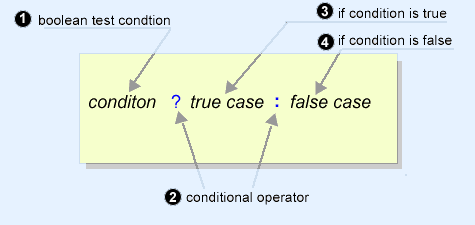 3 if condition is true
1 boolean test condtion
4 if condition is false
conditon ? true case : false case
2 conditional operator